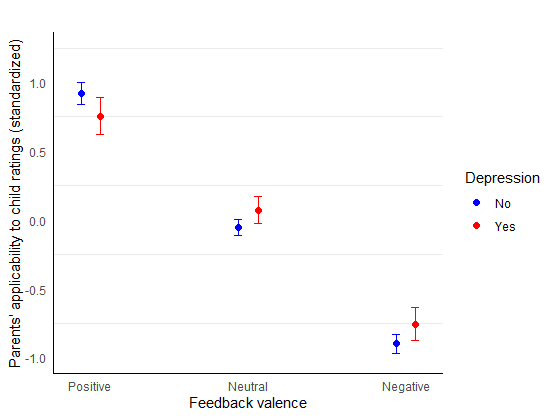 Parents' applicability to child ratings (standardized)
1.0
0.5
0.0
-0.5
-1.0
Positive
Neutral
Negative
Feedback valence
Depression
No
Yes